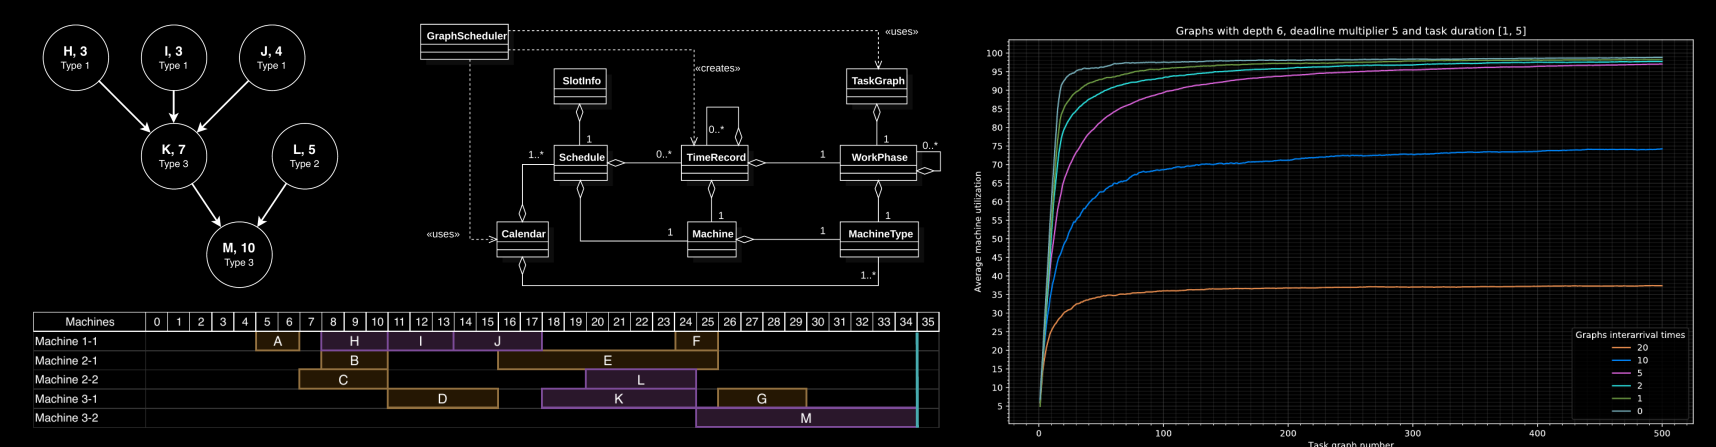 H, 3
Type 1
I, 3
Type 1
J, 4
Type 1
K, 7
Type 3
L, 5
Type 2
M, 10
Type 3
GraphScheduler
«uses»
«creates»
SlotInfo
TaskGraph
1
0..*
1
0..*
1..*
Schedule
0..*
TimeRecord
1
WorkPhase
1
1
Calendar
«uses»
1
Machine
1
MachineType
1..*
Machines 0 1 2 3 4 5 6 7 8 9 10 11 12 13 14 15 16 17 18 19 20 21 22 23 24 25 26 27 28 29 30 31 32 33 34 35
Machine 1-1 A H I J F
Machine 2-1 B E
Machine 2-2 C L
Machine 3-1 D K G
Machine 3-2 M
Graphs with depth 6, deadline multiplier 5 and task duration [1, 5]
Average machine utilization
100
95
90
85
80
75
70
65
60
55
50
45
40
35
30
25
20
15
10
5
Graphs interarrival times
20
10
5
2
1
0
0 100 200 300 400 500
Task graph number